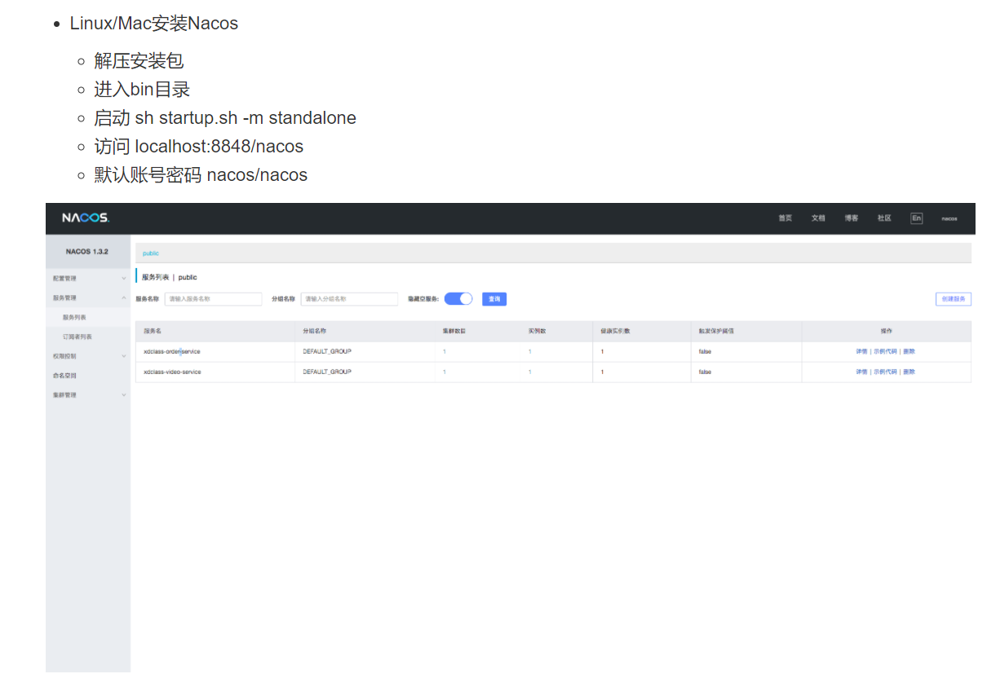 Linux/Mac安装Nacos
解压安装包
进入bin目录
启动 sh startup.sh -m standalone
访问 localhost:8848/nacos
默认账号密码 nacos/nacos
NACOS. 首页 文档 博客 社区 En nacos
NACOS 1.3.2
public
配置管理
服务列表 | public
服务管理
服务名称 请输入服务名称 分组名称 请输入分组名称 隐藏空服务: 查询 创建服务
服务列表
订阅者列表
服务名 分组名称 集群数目 实例数 健康实例数 触发保护阈值 操作
权限控制
xdclass-order-service DEFAULT_GROUP 1 1 1 false 详情 | 示例代码 | 删除
命名空间
xdclass-video-service DEFAULT_GROUP 1 1 1 false 详情 | 示例代码 | 删除
集群管理